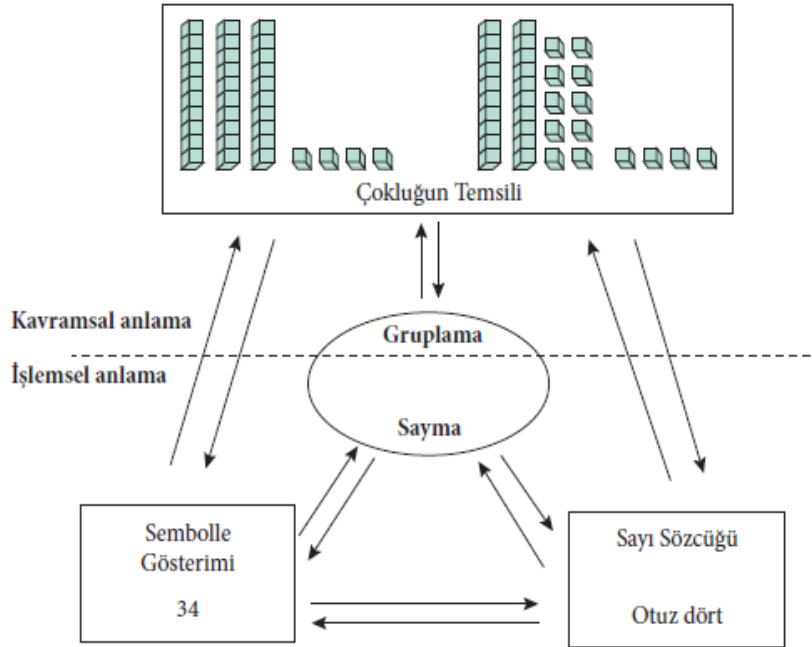 Çokluğun Temsili
Kavramsal anlama
Gruplama
İşlemsel anlama
Sayma
Sembolle
Gösterimi
34
Sayı Sözcüğü
Otuz dört